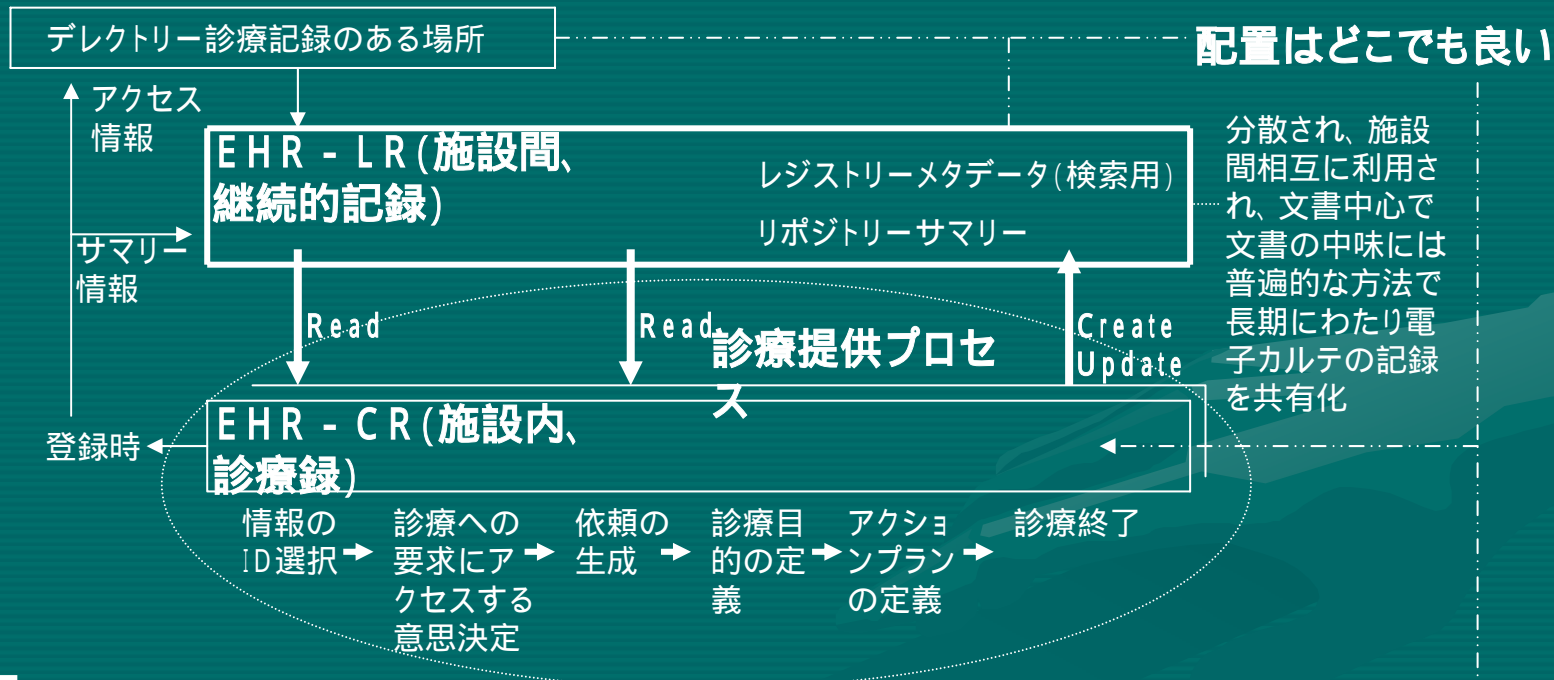 デレクトリー診療記録のある場所
配置はどこでも良い
アクセス
情報
EHR-LR(施設間、
継続的記録)
レジストリーメタデータ(検索用)
リポジトリーサマリー
サマリー
情報
分散され、施設
間相互に利用さ
れ、文書中心で
文書の中味には
普遍的な方法で
長期にわたり電
子カルテの記録
を共有化
Read
Read
診療提供プロセ
ス
Create
Update
EHR-CR(施設内、
診療録)
登録時
情報の
ID選択
診療への
要求にア
クセスする
意思決定
依頼の
生成
診療目
的の定
義
アクショ
ンプラン
の定義
診療終了